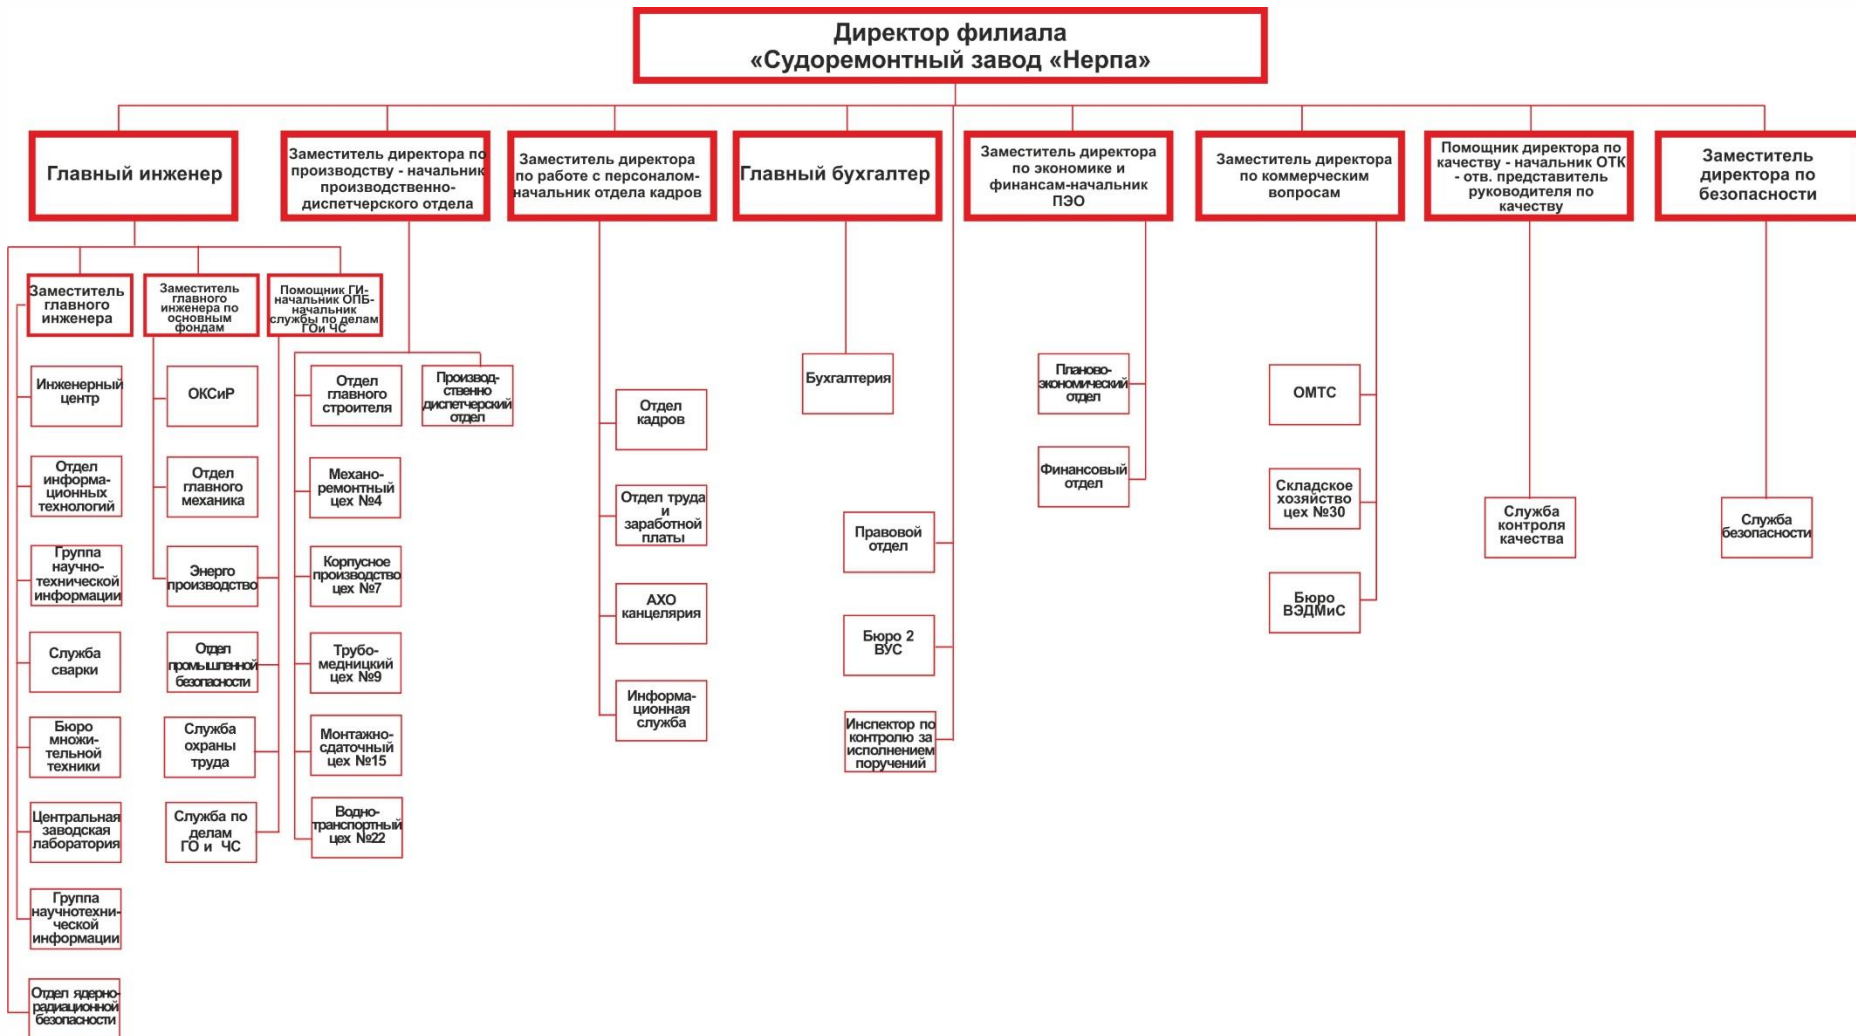 Директор филиала
«Судоремонтный завод «Нерпа»
Главный инженер
Заместитель директора по
производству - начальник
производственно-
диспетчерского отдела
Заместитель директора
по работе с персоналом-
начальник отдела кадров
Главный бухгалтер
Заместитель директора
по экономике и
финансам-начальник
ПЭО
Заместитель директора
по коммерческим
вопросам
Помощник директора по
качеству - начальник ОТК
- отв. представитель
руководителя по
качеству
Заместитель
директора по
безопасности
Заместитель
главного
инженера
Заместитель
главного
инженера по
основным
фондам
Помощник ГИ-
начальник ОПБ-
начальник
службы по делам
ГОи ЧС
Инженерный
центр
Отдел
информа-
ционных
технологий
Группа
научно-
технической
информации
Служба
сварки
Бюро
множи-
тельной
техники
Центральная
заводская
лаборатория
Группа
научнотехни-
ческой
информации
Отдел ядерно-
радиационной
безопасности
ОКСиР
Отдел
главного
механика
Энерго
производство
Отдел
промышленной
безопасности
Служба
охраны
труда
Служба по
делам
ГО и ЧС
Отдел
главного
строителя
Механо-
ремонтный
цех №4
Корпусное
производство
цех №7
Трубо-
медницкий
цех №9
Монтажно-
сдаточный
цех №15
Водно-
транспортный
цех №22
Производ-
ственно
диспетчерский
отдел
Отдел
кадров
Отдел труда
и
заработной
платы
АХО
канцелярия
Информа-
ционная
служба
Бухгалтерия
Правовой
отдел
Бюро 2
ВУС
Инспектор по
контролю за
исполнением
поручений
Планово-
экономический
отдел
Финансовый
отдел
ОМТС
Складское
хозяйство
цех №30
Бюро
ВЭДМиС
Служба
контроля
качества
Служба
безопасности